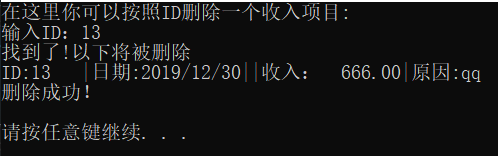 在这里你可以按照ID删除一个收入项目:
输入ID: 13
找到了!以下将被删除
ID:13   |日期:2019/12/30||收入:   666.00|原因:qq
删除成功!
请按任意键继续. . .